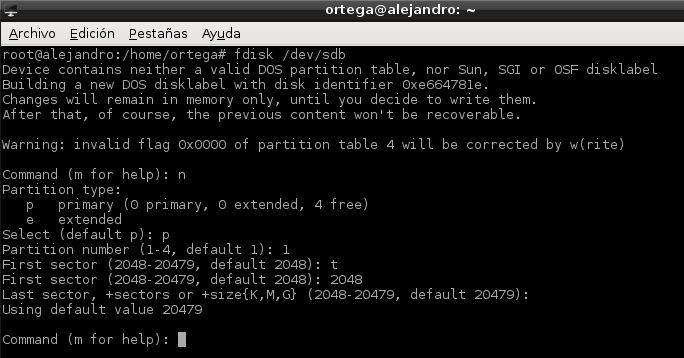 ortega@alejandro: ~
Archivo Edición Pestañas Ayuda
root@alejandro:/home/ortega# fdisk /dev/sdb
Device contains neither a valid DOS partition table, nor Sun, SGI or OSF disklabel
Building a new DOS disklabel with disk identifier 0xe664781e.
Changes will remain in memory only, until you decide to write them.
After that, of course, the previous content won't be recoverable.

Warning: invalid flag 0x0000 of partition table 4 will be corrected by w(rite)

Command (m for help): n
Partition type:
   p   primary (0 primary, 0 extended, 4 free)
   e   extended
Select (default p): p
Partition number (1-4, default 1): 1
First sector (2048-20479, default 2048): t
First sector (2048-20479, default 2048): 2048
Last sector, +sectors or +size{K,M,G} (2048-20479, default 20479):
Using default value 20479

Command (m for help):